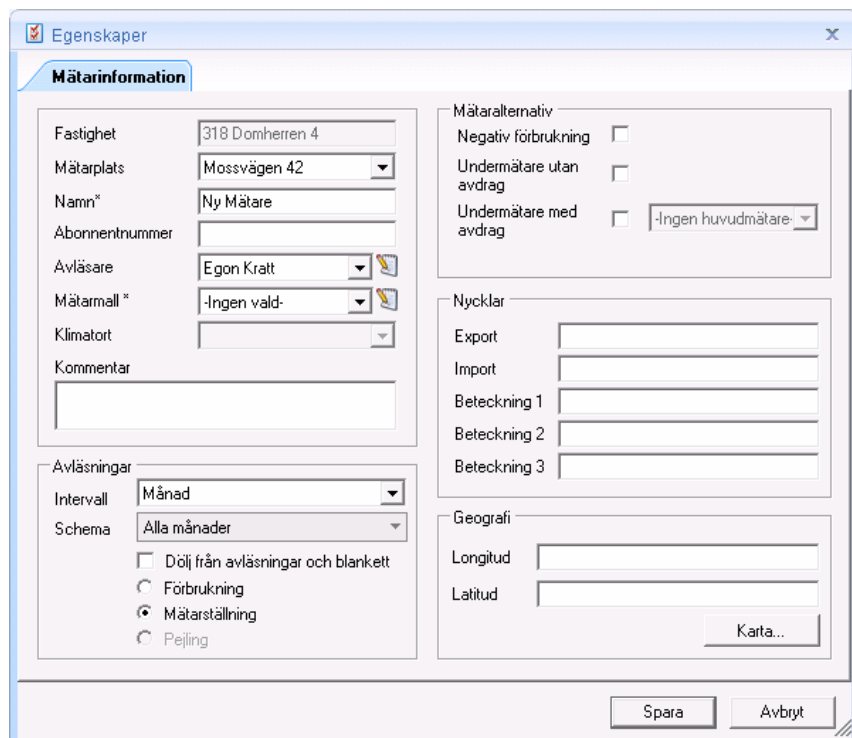 Egenskaper
Mätarinformation
Fastighet 318 Domherren 4
Mätarplats Mossvägen 42
Namn* Ny Mätare
Abonnentnummer
Avläsare Egon Kratt
Mätarmall * -Ingen vald-
Klimatort
Kommentar
Avläsningar
Intervall Månad
Schema Alla månader
Dölj från avläsningar och blankett
Förbrukning
Mätarställning
Pejling
Mätaralternativ
Negativ förbrukning
Undermätare utan
avdrag
Undermätare med
avdrag
-Ingen huvudmätare-
Nycklar
Export
Import
Beteckning 1
Beteckning 2
Beteckning 3
Geografi
Longitud
Latitud
Karta...
Spara Avbryt